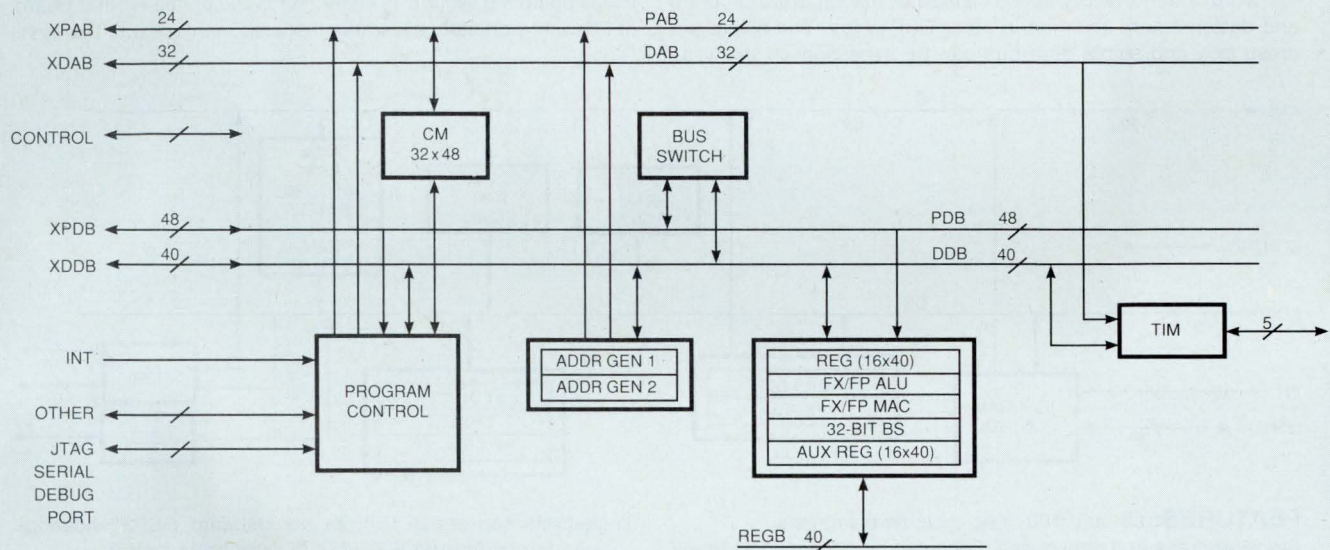 XPAB 24 PAB 24
XDAB 32 DAB 32
CONTROL
CM
32 x 48
BUS
SWITCH
XPDB 48 PDB 48
XDDB 40 DDB 40
INT
OTHER
JTAG
SERIAL
DEBUG
PORT
PROGRAM
CONTROL
ADDR GEN 1
ADDR GEN 2
REG (16x40)
FX/FP ALU
FX/FP MAC
32-BIT BS
AUX REG (16x40)
TIM 5
REGB 40